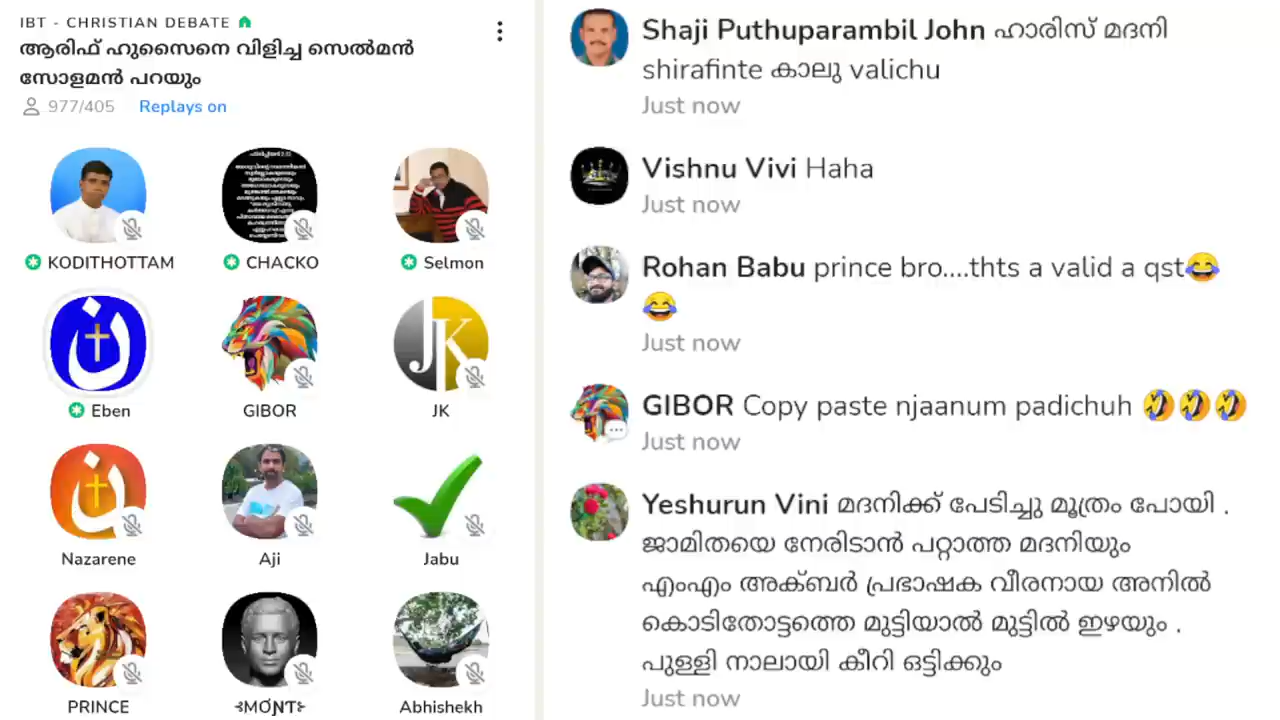 IBT - CHRISTIAN DEBATE
ആരിഫ് ഹുസൈനെ വിളിച്ച സെൽമൻ
സോളമൻ പറയും
977/405 Replays on
KODITHOTTAM CHACKO Selmon
Eben GIBOR JK
Nazarene Aji Jabu
PRINCE Abhishekh
Shaji Puthuparambil John ഹാരിസ് മദനി
shirafinte കാലു valichu
Just now
Vishnu Vivi Haha
Just now
Rohan Babu prince bro....thts a valid a qst😂
😂
Just now
GIBOR Copy paste njaanum padichuh 🤣🤣🤣
Just now
Yeshurun Vini മദനിക്ക് പേടിച്ചു മൂത്രം പോയി .
ജാമിതയെ നേരിടാൻ പറ്റാത്ത മദനിയും
എംഎം അക്ബർ പ്രഭാഷക വീരനായ അനിൽ
കൊടിതോട്ടത്തെ മുട്ടിയാൽ മുട്ടിൽ ഇഴയും .
പുള്ളി നാലായി കീറി ഒട്ടിക്കും
Just now